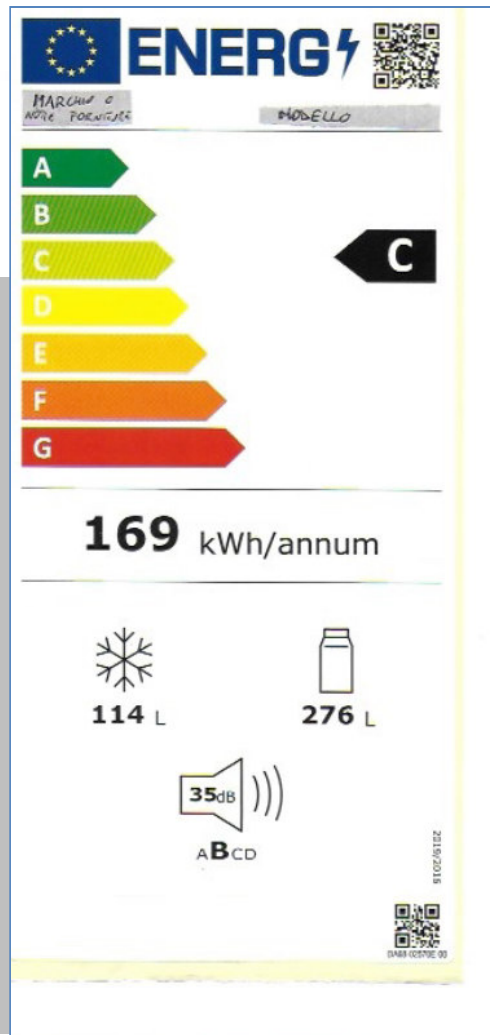 ENERG
MARCHIO O
NOME FORNITORE
MODELLO
A
B
C
C
D
E
F
G
169 kWh/annum
114 L
276 L
35dB
ABCD
2019/2016